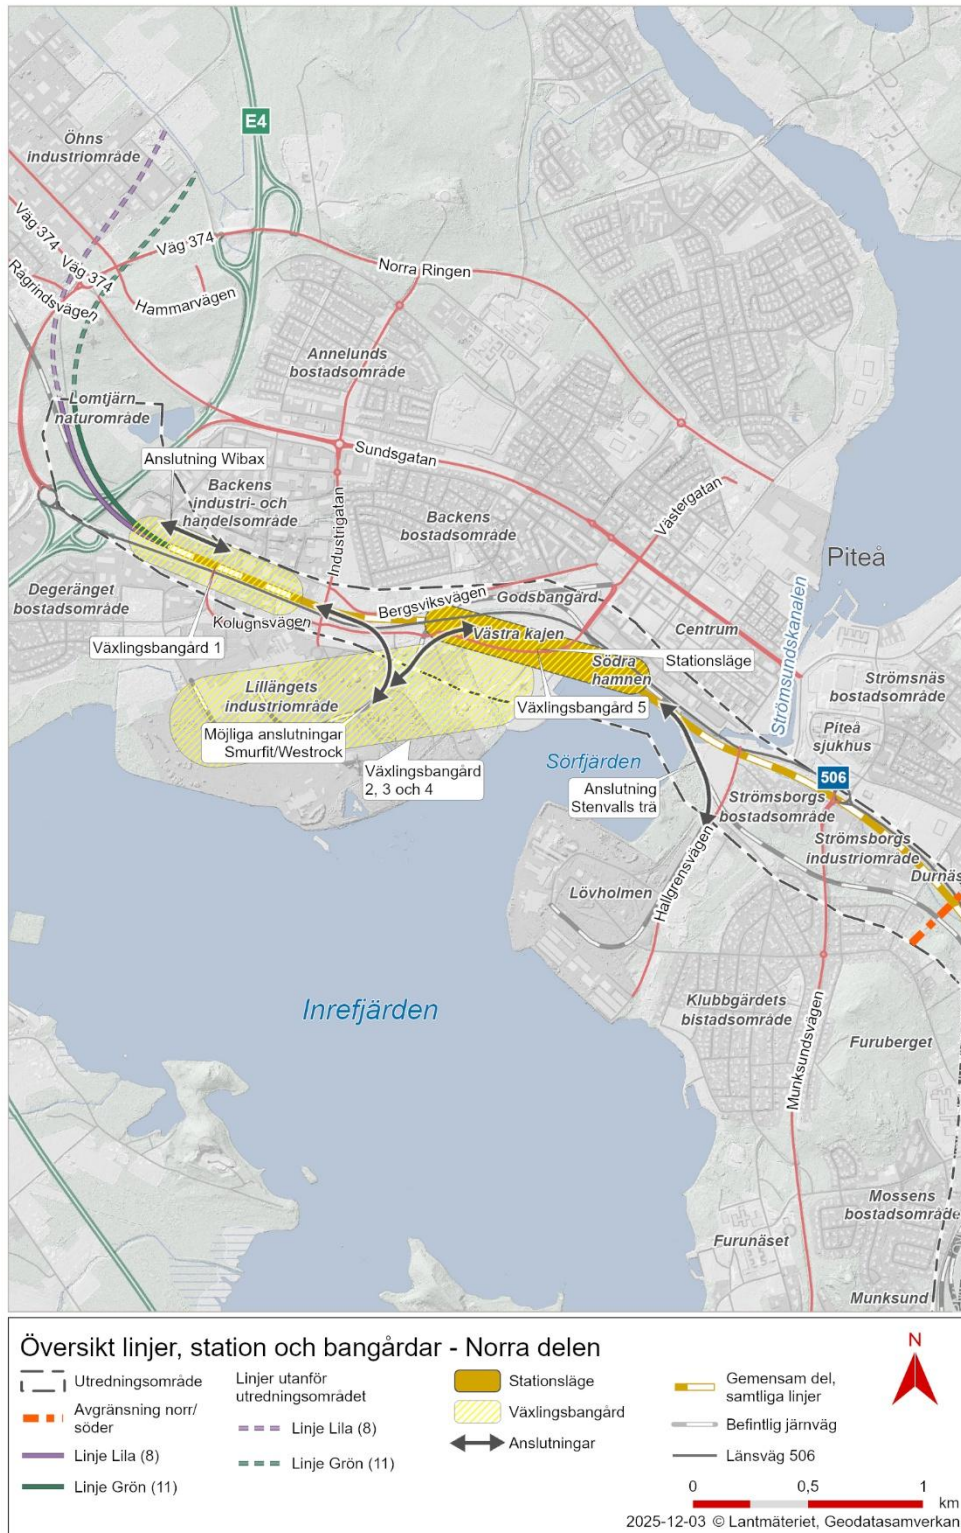 E4
Öhns
industriområde
Väg 374
Väg 374
Väg 374
Rågrindsvägen
Hammarvägen
Norra Ringen
Annelunds
bostadsområde
Lomtjärn
naturområde
Anslutning Wibax
Sundsgatan
Backens
industri- och
handelsområde
Industrigatan
Backens
bostadsområde
Västergatan
Piteå
Degeränget
bostadsområde
Kolugnsvägen
Bergsviksvägen
Godsbangård
Centrum
Strömsundskanalen
Växlingsbangård 1
Västra kajen
Stationsläge
Södra
hamnen
Strömsnäs
bostadsområde
Lillängets
industriområde
Växlingsbangård 5
Möjliga anslutningar
Smurfit/Westrock
Piteå
sjukhus
Växlingsbangård
2, 3 och 4
Sörfjärden
506
Anslutning
Stenvalls trä
Strömsborgs
bostadsområde
Strömsborgs
industriområde
Durnäs
Lövholmen
Hallgrensvägen
Inrefjärden
Klubbgärdets
bistadsområde
Munksundsvägen
Furuberget
Mossens
bostadsområde
Furunäset
Munksund
Översikt linjer, station och bangårdar - Norra delen
Utredningsområde
Avgränsning norr/
söder
Linje Lila (8)
Linje Grön (11)
Linjer utanför
utredningsområdet
Linje Lila (8)
Linje Grön (11)
Stationsläge
Växlingsbangård
Anslutningar
Gemensam del,
samtliga linjer
Befintlig järnväg
Länsväg 506
N
0 0,5 1
km
2025-12-03 © Lantmäteriet, Geodatasamverkan